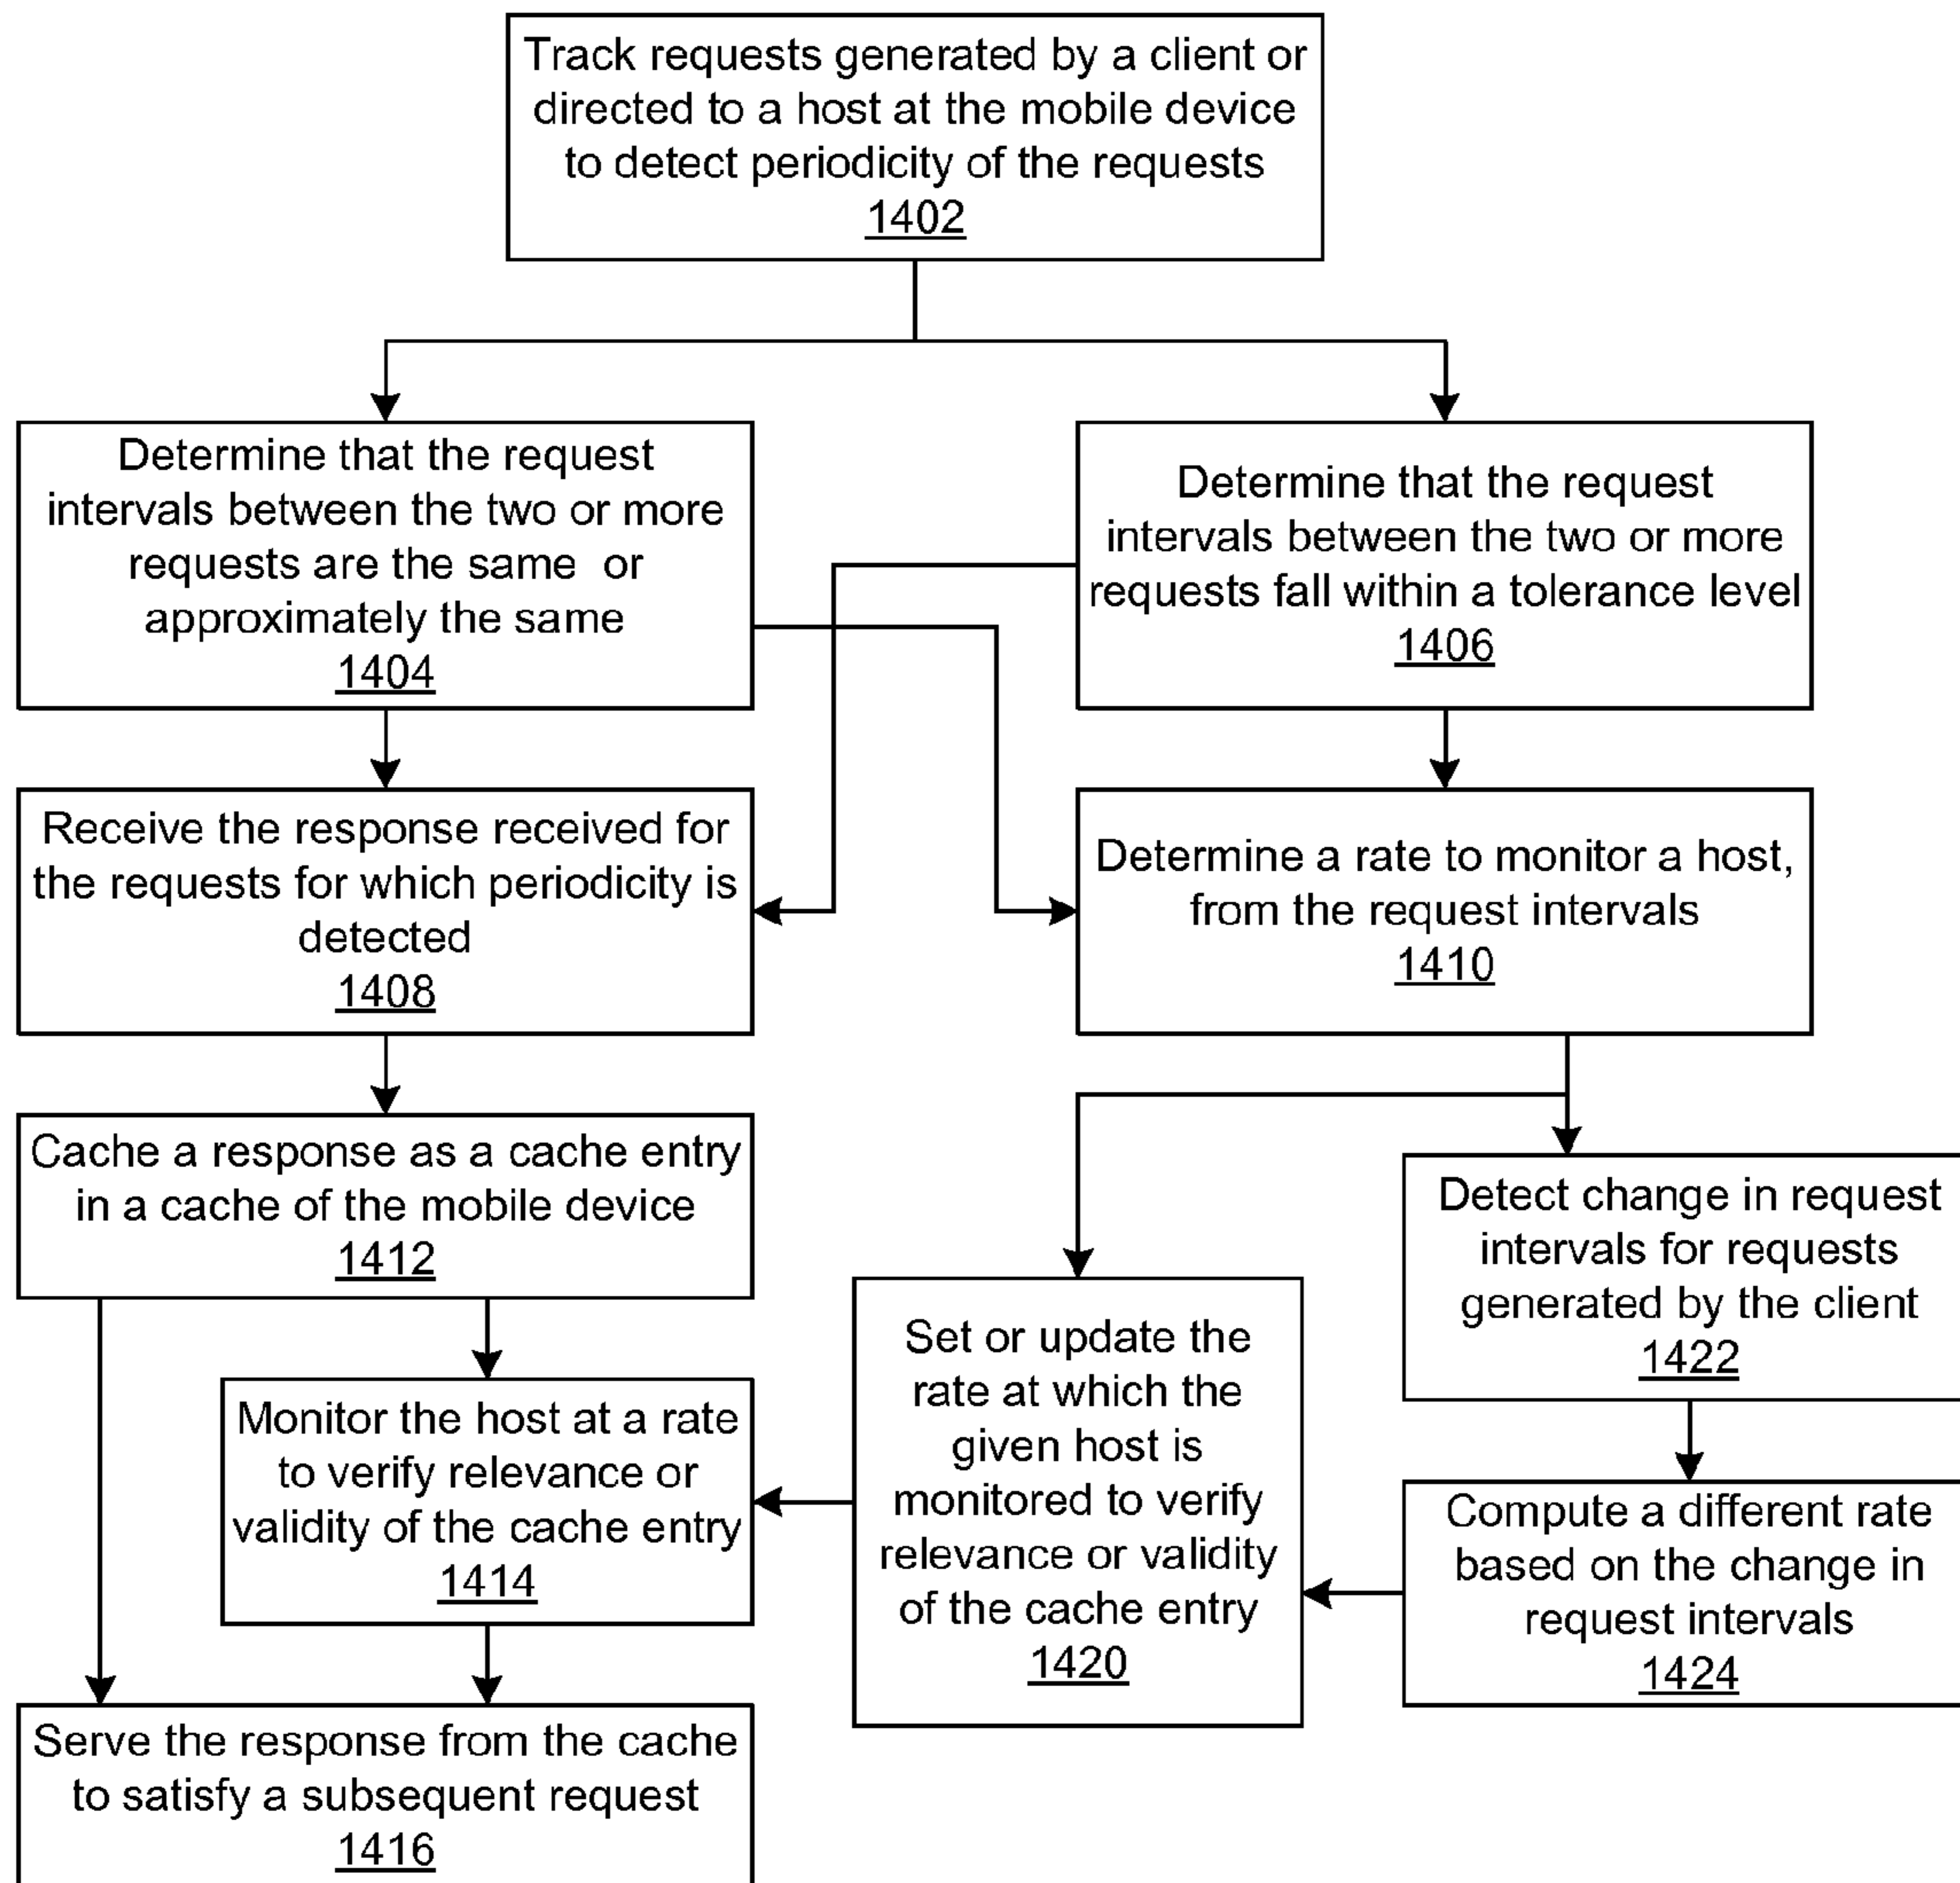 Track requests generated by a client or
directed to a host at the mobile device
to detect periodicity of the requests
1402
Determine that the request
intervals between the two or more
requests are the same or
approximately the same
1404
Determine that the request
intervals between the two or more
requests fall within a tolerance level
1406
Receive the response received for
the requests for which periodicity is
detected
1408
Determine a rate to monitor a host,
from the request intervals
1410
Cache a response as a cache entry
in a cache of the mobile device
1412
Detect change in request
intervals for requests
generated by the client
1422
Set or update the
rate at which the
given host is
monitored to verify
relevance or validity
of the cache entry
1420
Monitor the host at a rate
to verify relevance or
validity of the cache entry
1414
Compute a different rate
based on the change in
request intervals
1424
Serve the response from the cache
to satisfy a subsequent request
1416